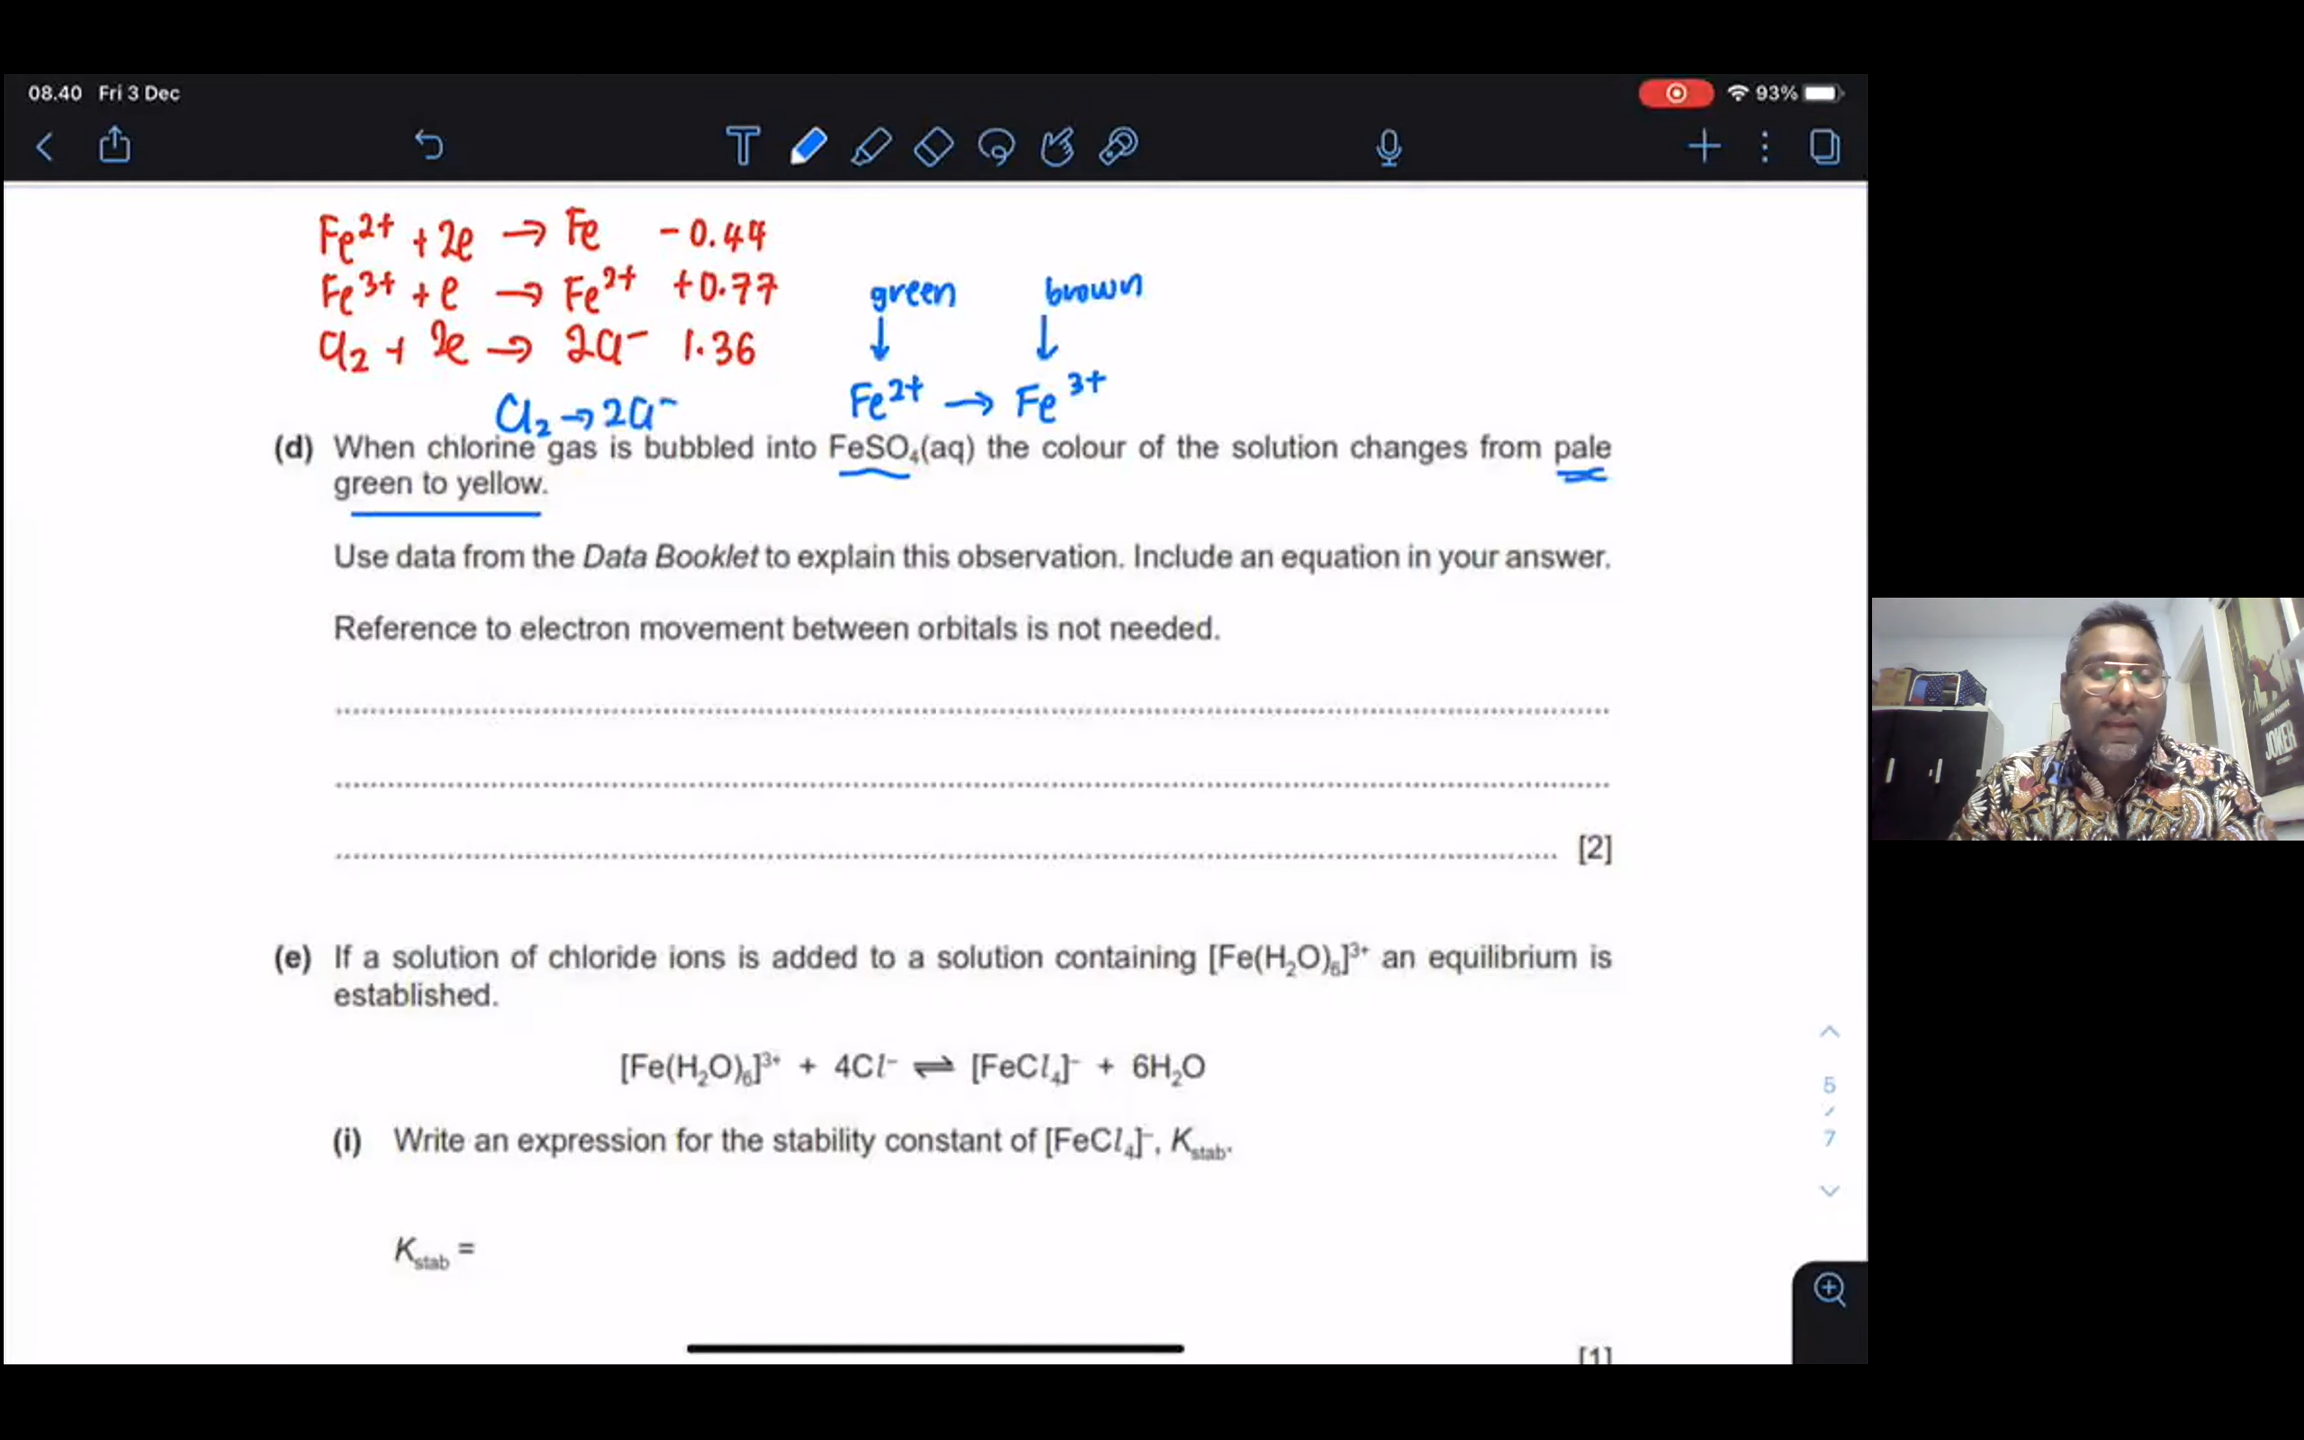 08.40 Fri 3 Dec
93%
T
Fe²⁺ + 2e → Fe -0.44
Fe³⁺ + e → Fe²⁺ +0.77
Cl₂ + 2e → 2Cl⁻ 1.36
green brown
↓ ↓
Fe²⁺ → Fe³⁺
Cl₂ → 2Cl⁻
(d) When chlorine gas is bubbled into FeSO₄(aq) the colour of the solution changes from pale
green to yellow.
Use data from the Data Booklet to explain this observation. Include an equation in your answer.
Reference to electron movement between orbitals is not needed.
[2]
(e) If a solution of chloride ions is added to a solution containing [Fe(H₂O)₆]³⁺ an equilibrium is
established.
[Fe(H₂O)₆]³⁺ + 4Cl⁻ ⇌ [FeCl₄]⁻ + 6H₂O
(i) Write an expression for the stability constant of [FeCl₄]⁻, Kstab.
Kstab =
[1]
5
/
7
JOKER